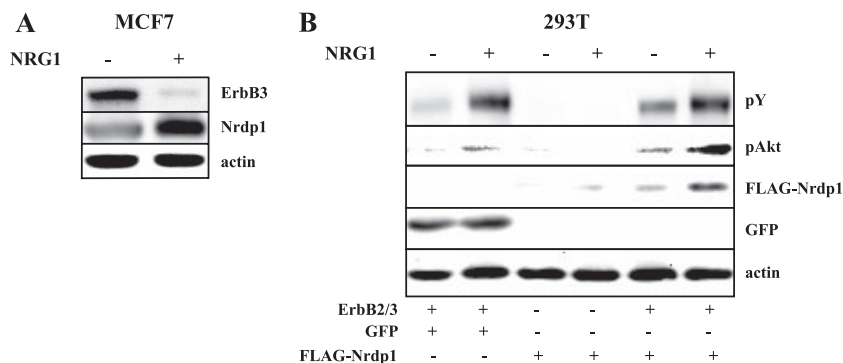 A
MCF7
NRG1 - +
ErbB3
Nrdp1
actin
B
293T
NRG1 - + - + - +
pY
pAkt
FLAG-Nrdp1
GFP
actin
ErbB2/3 + + - - + +
GFP + + - - - -
FLAG-Nrdp1 - - + + + +